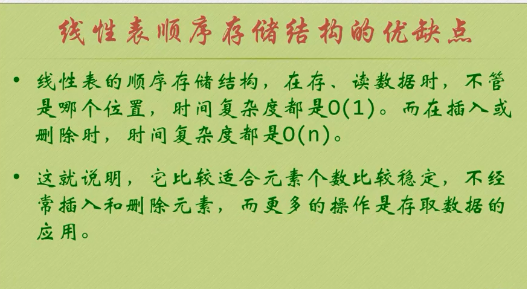 线性表顺序存储结构的优缺点
• 线性表的顺序存储结构，在存、读数据时，不管
是哪个位置，时间复杂度都是O(1)。而在插入或
删除时，时间复杂度都是O(n)。
• 这就说明，它比较适合元素个数比较稳定，不经
常插入和删除元素，而更多的操作是存取数据的
应用。